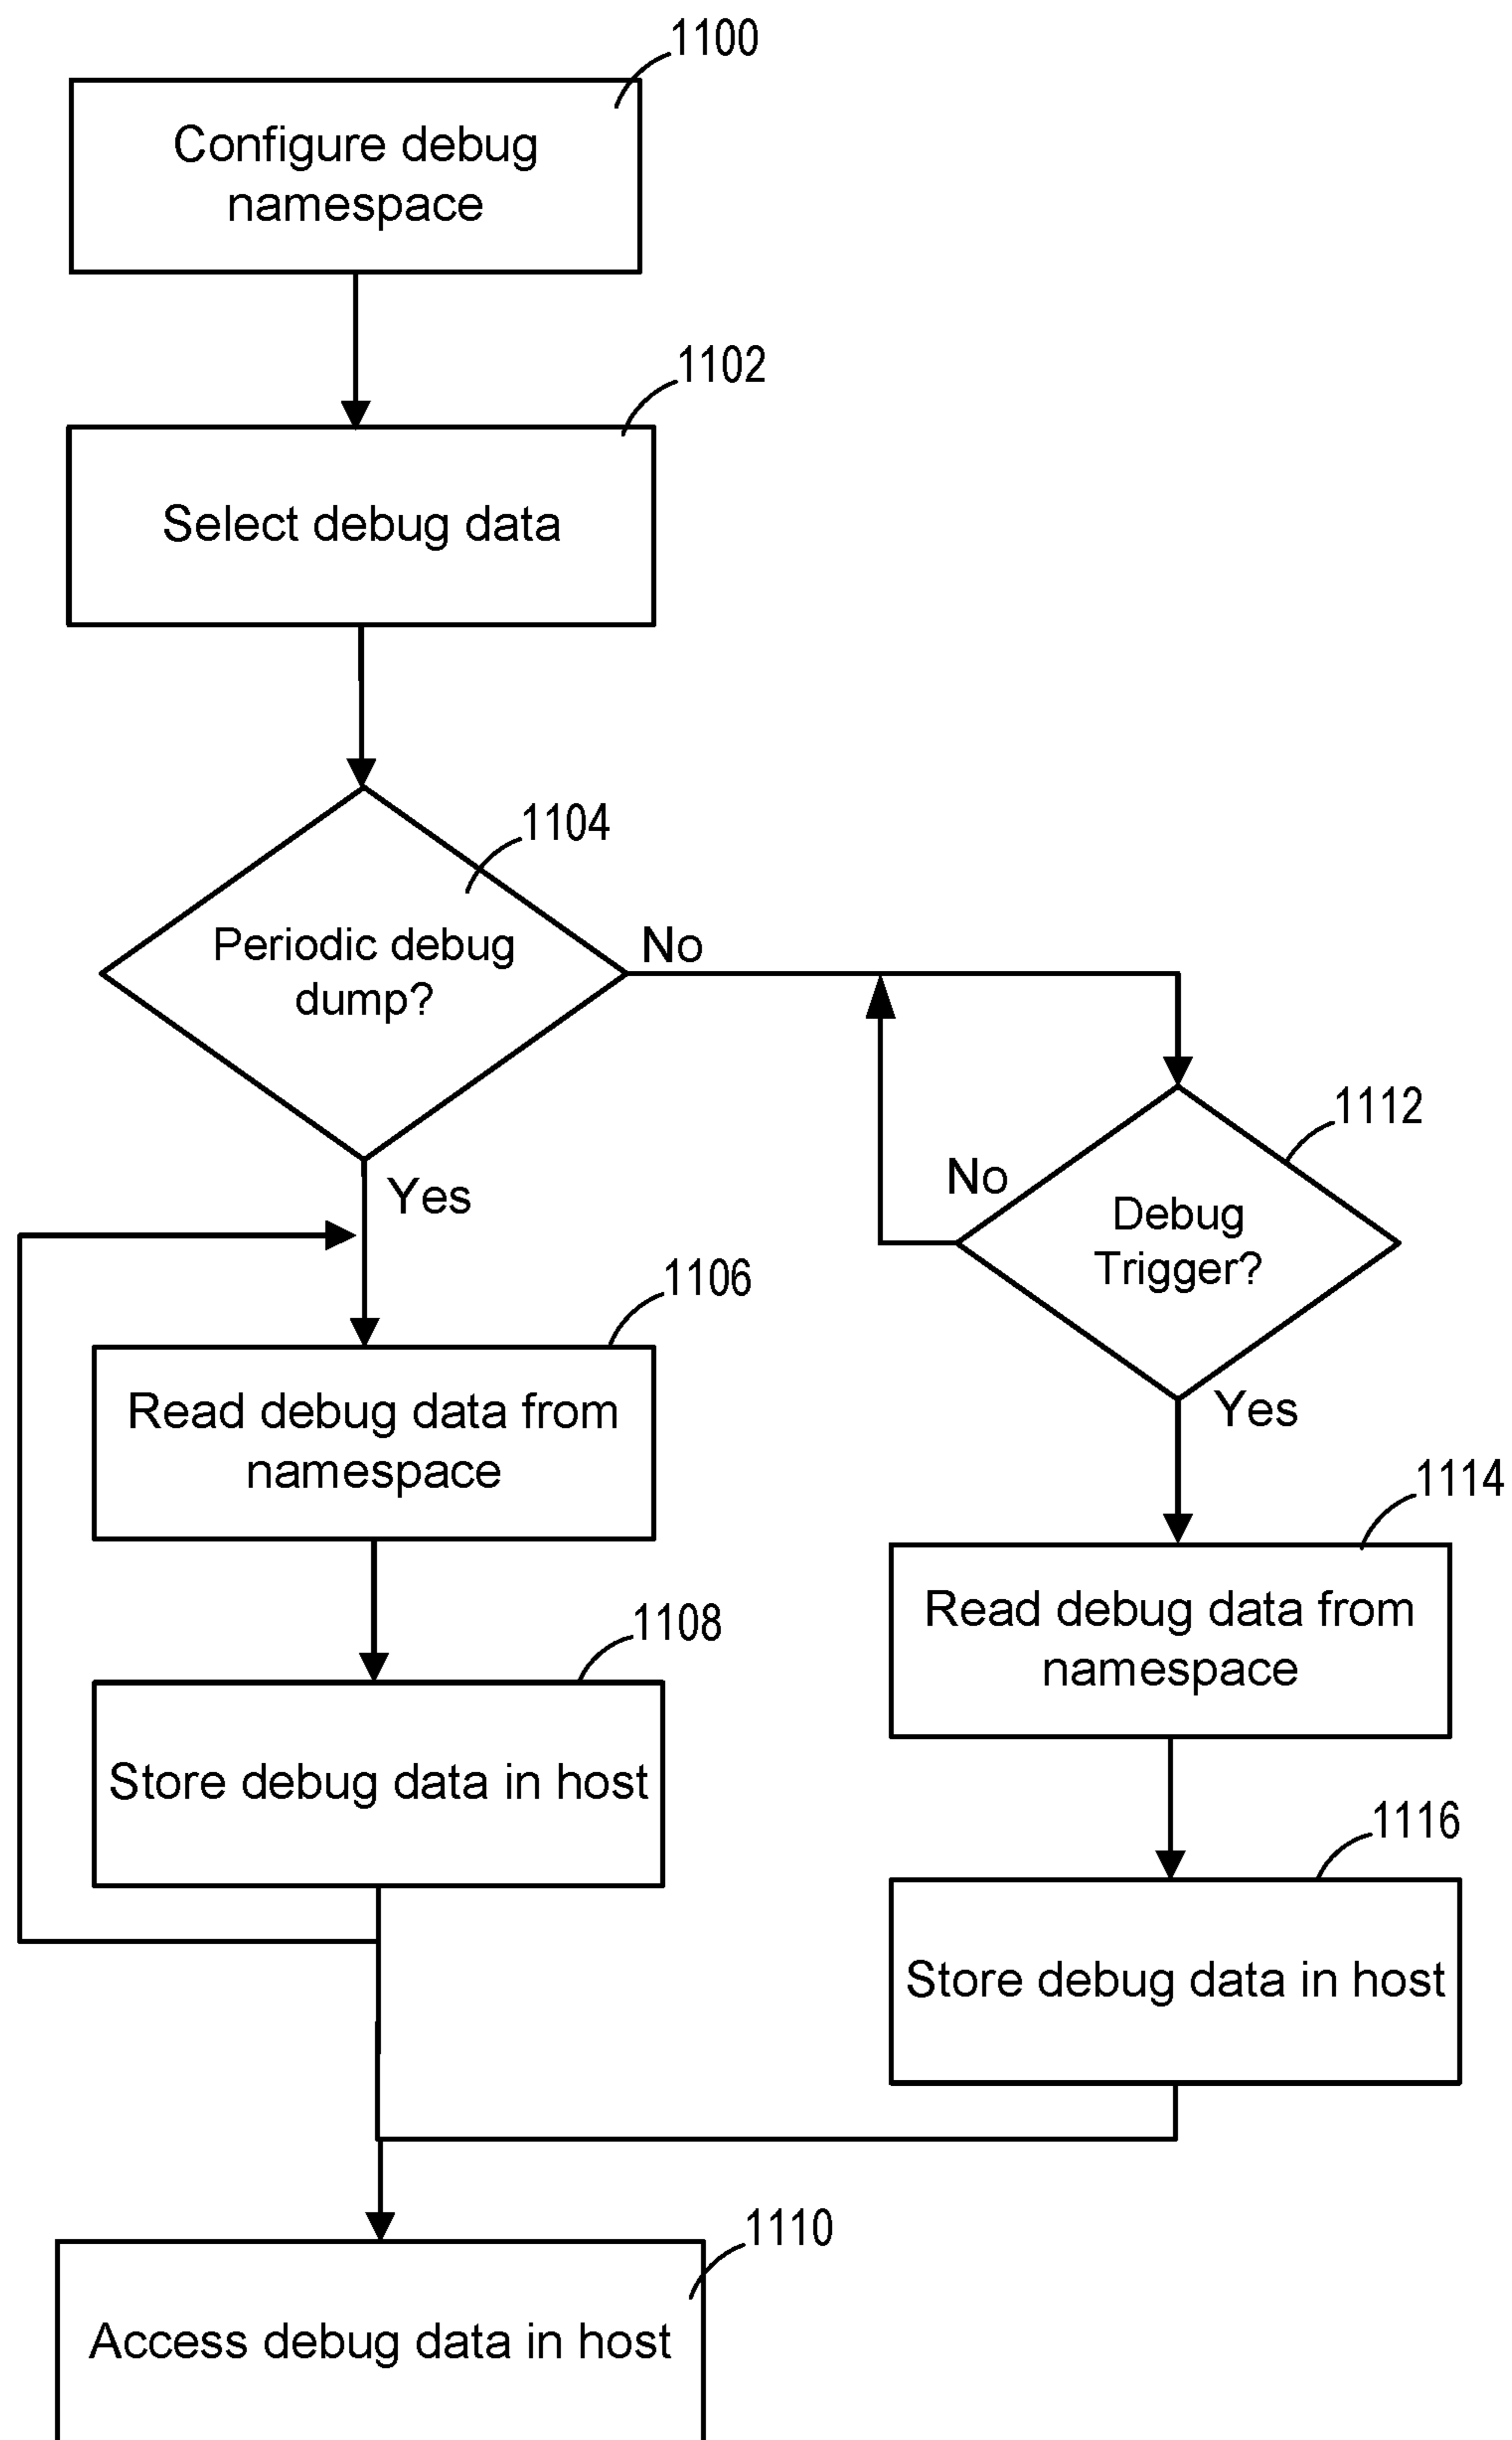 1100
Configure debug
namespace
1102
Select debug data
1104
Periodic debug
dump?
No
Yes
1112
No
Debug
Trigger?
Yes
1106
Read debug data from
namespace
1114
Read debug data from
namespace
1108
Store debug data in host
1116
Store debug data in host
1110
Access debug data in host